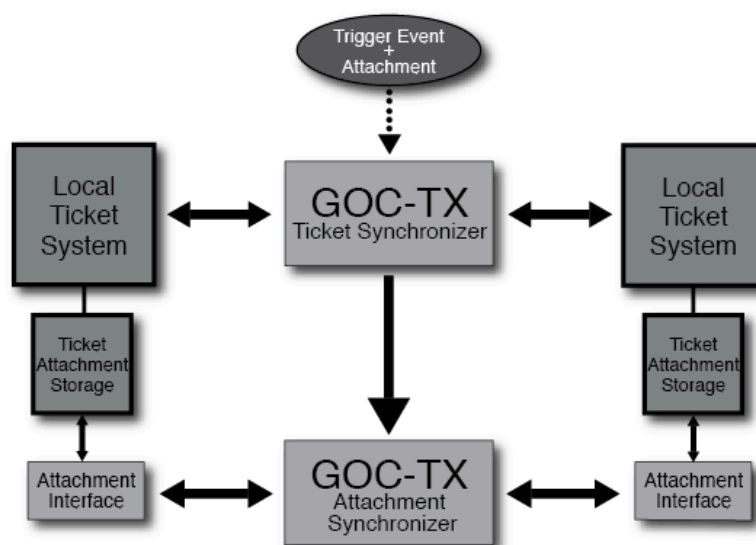 Trigger Event
+
Attachment
Local
Ticket
System
GOC-TX
Ticket Synchronizer
Local
Ticket
System
Ticket
Attachment
Storage
Ticket
Attachment
Storage
Attachment
Interface
GOC-TX
Attachment
Synchronizer
Attachment
Interface